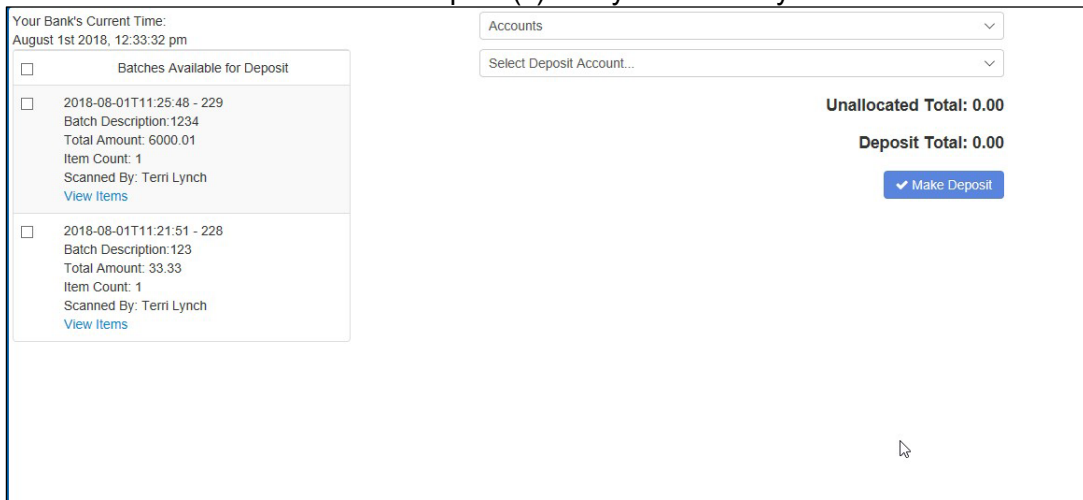 Your Bank's Current Time:
August 1st 2018, 12:33:32 pm
Batches Available for Deposit
2018-08-01T11:25:48 - 229
Batch Description:1234
Total Amount: 6000.01
Item Count: 1
Scanned By: Terri Lynch
View Items
2018-08-01T11:21:51 - 228
Batch Description:123
Total Amount: 33.33
Item Count: 1
Scanned By: Terri Lynch
View Items
Accounts
Select Deposit Account...
Unallocated Total: 0.00
Deposit Total: 0.00
Make Deposit